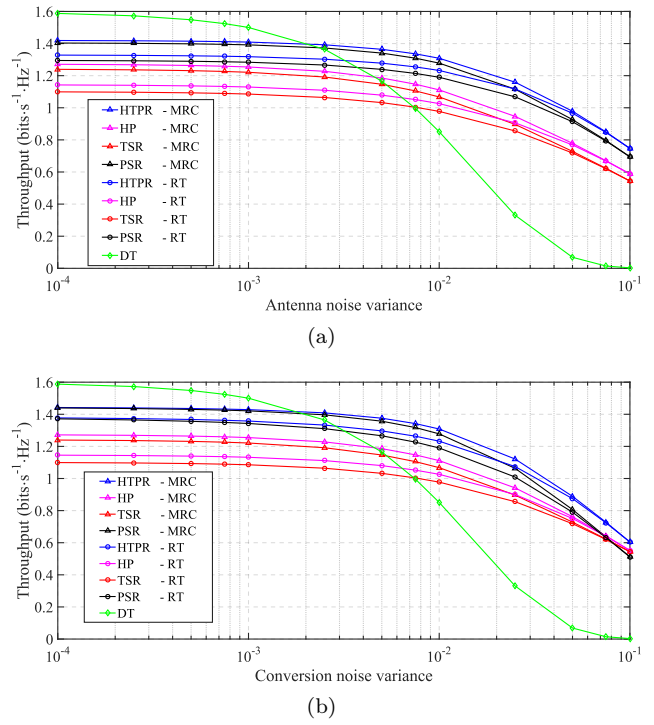 1.6
1.4
1.2
1
0.8
0.6
0.4
0.2
0
Throughput (bits·s⁻¹·Hz⁻¹)
HTPR - MRC
HP - MRC
TSR - MRC
PSR - MRC
HTPR - RT
HP - RT
TSR - RT
PSR - RT
DT
10⁻⁴ 10⁻³ 10⁻² 10⁻¹
Antenna noise variance
(a)
1.6
1.4
1.2
1
0.8
0.6
0.4
0.2
0
Throughput (bits·s⁻¹·Hz⁻¹)
HTPR - MRC
HP - MRC
TSR - MRC
PSR - MRC
HTPR - RT
HP - RT
TSR - RT
PSR - RT
DT
10⁻⁴ 10⁻³ 10⁻² 10⁻¹
Conversion noise variance
(b)